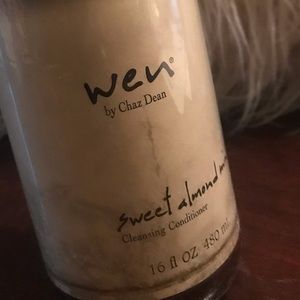 wen®
by Chaz Dean
sweet almond m
Cleansing Conditioner
16 fl OZ 480 ml